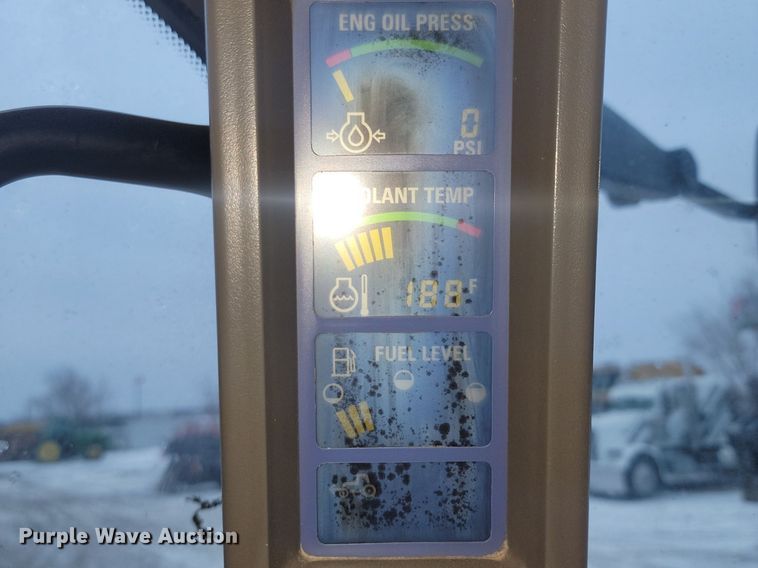 ENG OIL PRESS
0
PSI
OLANT TEMP
188 F
FUEL LEVEL
Purple Wave Auction